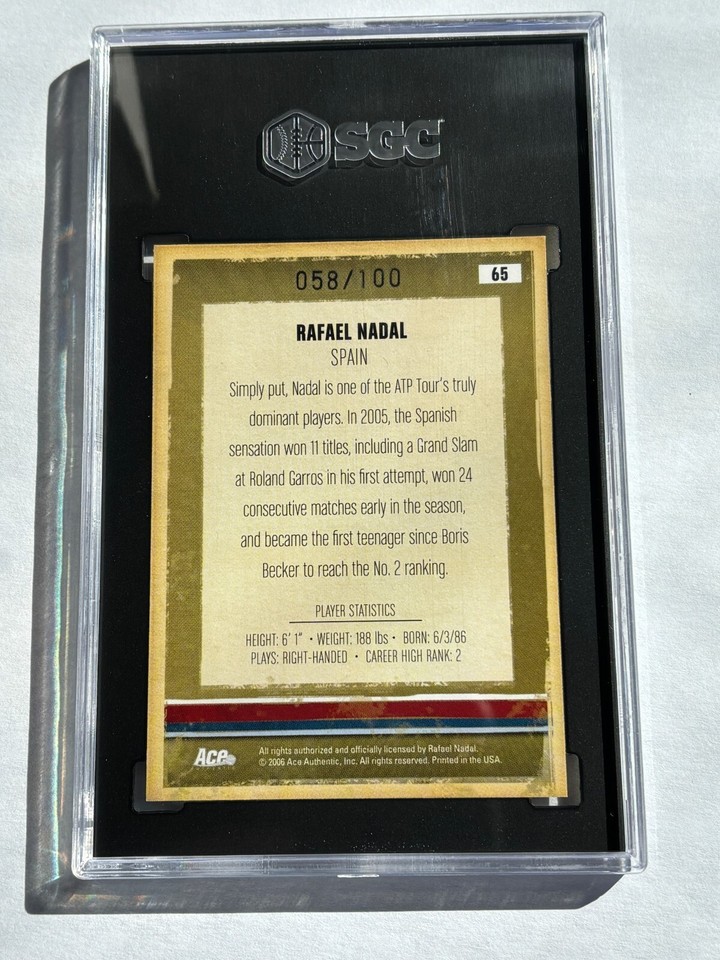 SGC
058/100
65
RAFAEL NADAL
SPAIN
Simply put, Nadal is one of the ATP Tour's truly
dominant players. In 2005, the Spanish
sensation won 11 titles, including a Grand Slam
at Roland Garros in his first attempt, won 24
consecutive matches early in the season,
and became the first teenager since Boris
Becker to reach the No. 2 ranking.
PLAYER STATISTICS
HEIGHT: 6' 1" • WEIGHT: 188 lbs • BORN: 6/3/86
PLAYS: RIGHT-HANDED • CAREER HIGH RANK: 2
Ace
All rights authorized and officially licensed by Rafael Nadal.
© 2006 Ace Authentic, Inc. All rights reserved. Printed in the USA.